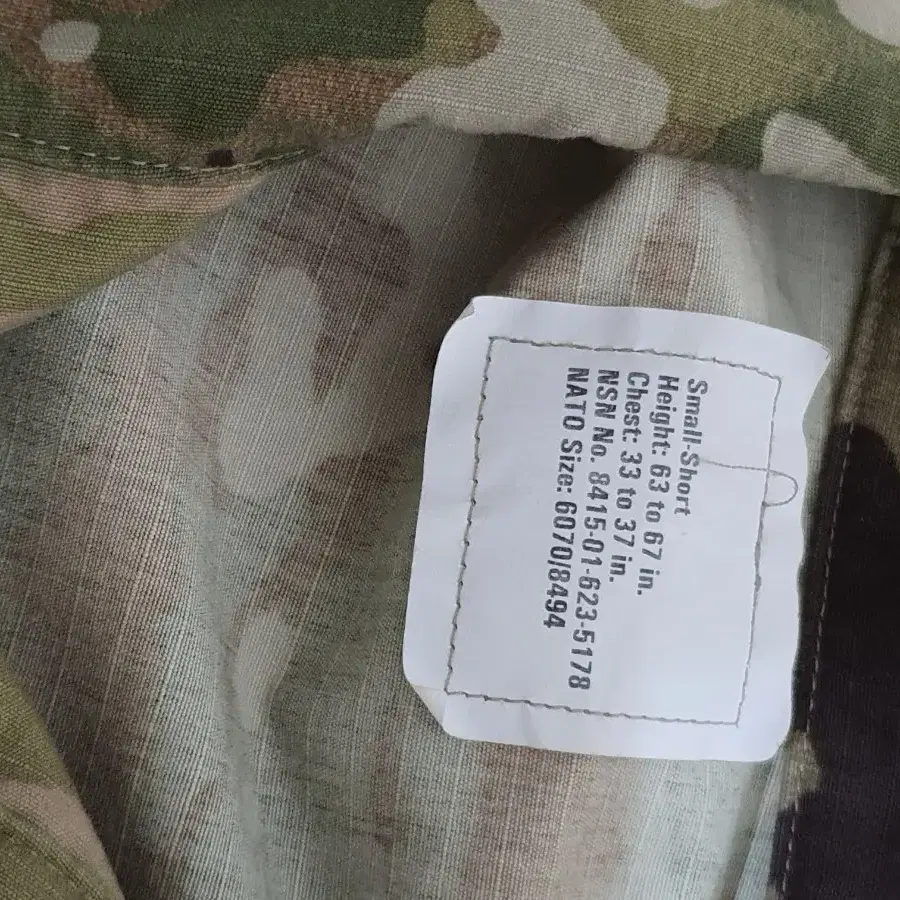 Small-Short
Height: 63 to 67 in.
Chest: 33 to 37 in.
NSN No. 8415-01-623-5178
NATO Size: 6070/8494